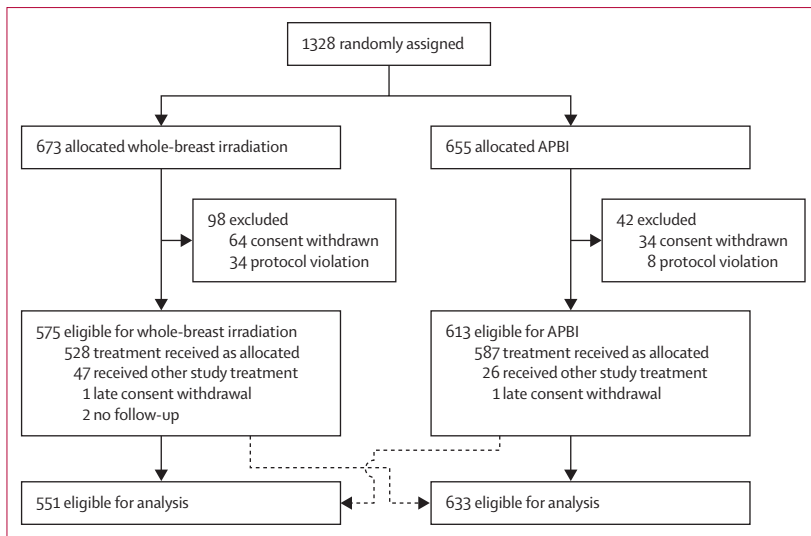 1328 randomly assigned
673 allocated whole-breast irradiation
655 allocated APBI
98 excluded
64 consent withdrawn
34 protocol violation
42 excluded
34 consent withdrawn
8 protocol violation
575 eligible for whole-breast irradiation
528 treatment received as allocated
47 received other study treatment
1 late consent withdrawal
2 no follow-up
613 eligible for APBI
587 treatment received as allocated
26 received other study treatment
1 late consent withdrawal
551 eligible for analysis
633 eligible for analysis